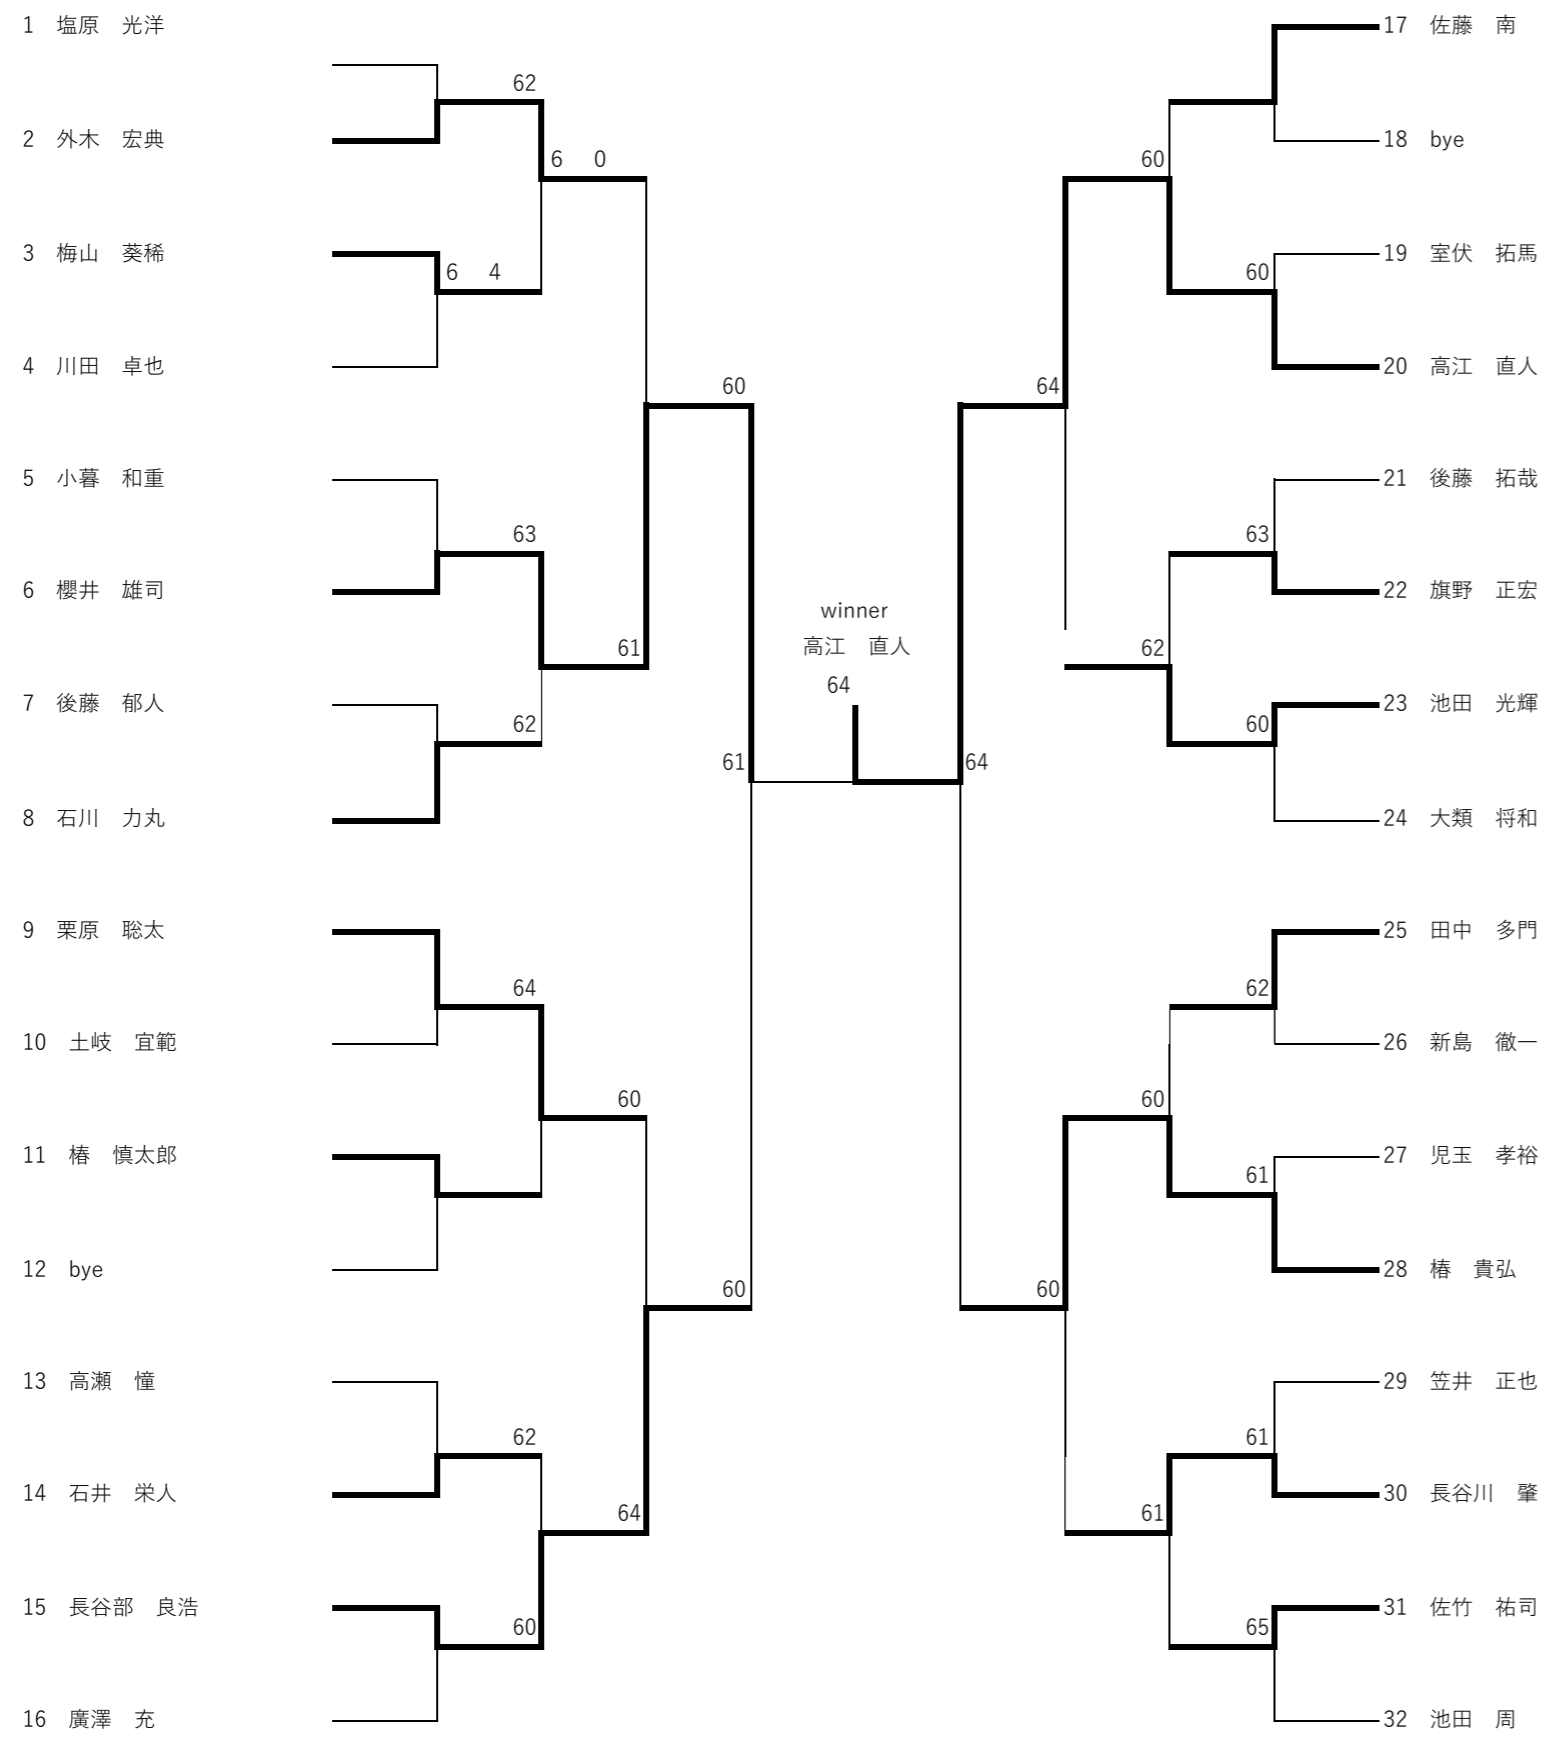 1 塩原 光洋
62
2 外木 宏典
6 0
3 梅山 葵稀
6 4
4 川田 卓也
60
5 小暮 和重
63
6 櫻井 雄司
61
7 後藤 郁人
62
8 石川 力丸
61
9 栗原 聡太
64
10 土岐 宜範
60
11 椿 慎太郎
12 bye
60
13 高瀬 憧
62
14 石井 栄人
64
15 長谷部 良浩
60
16 廣澤 充
winner
高江 直人
64
17 佐藤 南
18 bye
60
19 室伏 拓馬
60
20 高江 直人
64
21 後藤 拓哉
63
22 旗野 正宏
62
23 池田 光輝
60
64
24 大類 将和
25 田中 多門
62
26 新島 徹一
60
27 児玉 孝裕
61
28 椿 貴弘
60
29 笠井 正也
61
30 長谷川 肇
61
31 佐竹 祐司
65
32 池田 周